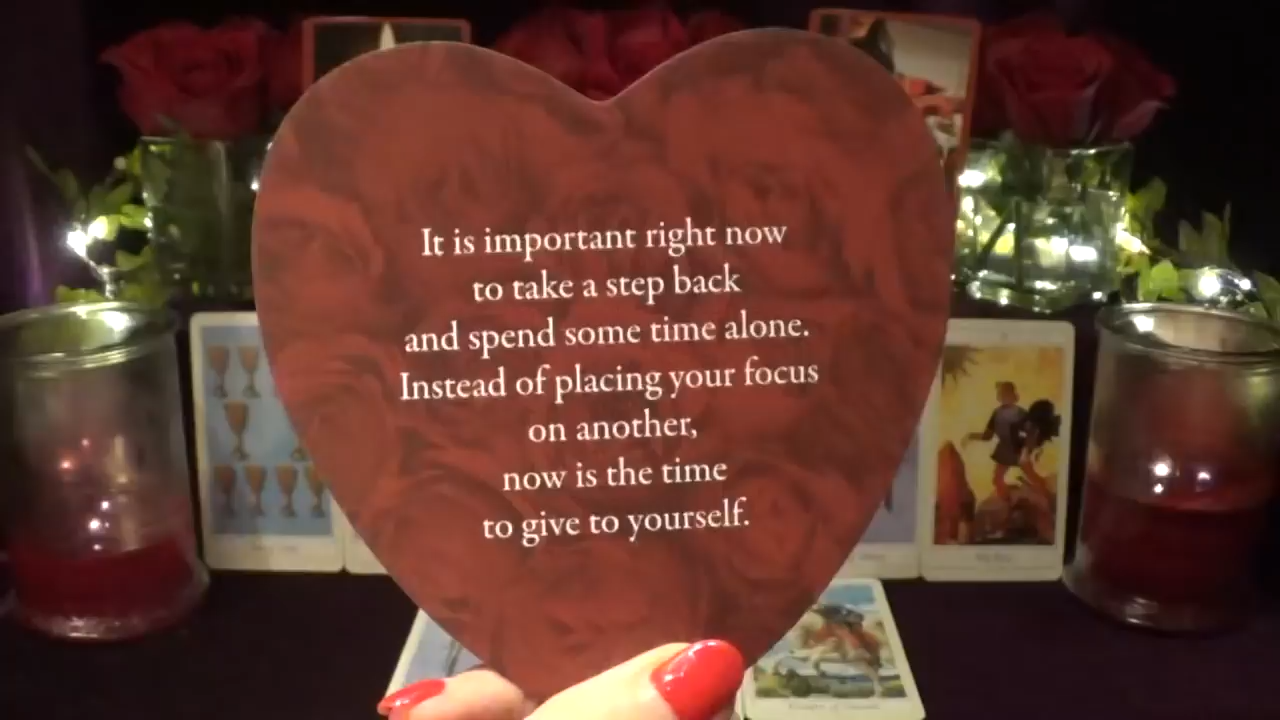 It is important right now
to take a step back
and spend some time alone.
Instead of placing your focus
on another,
now is the time
to give to yourself.